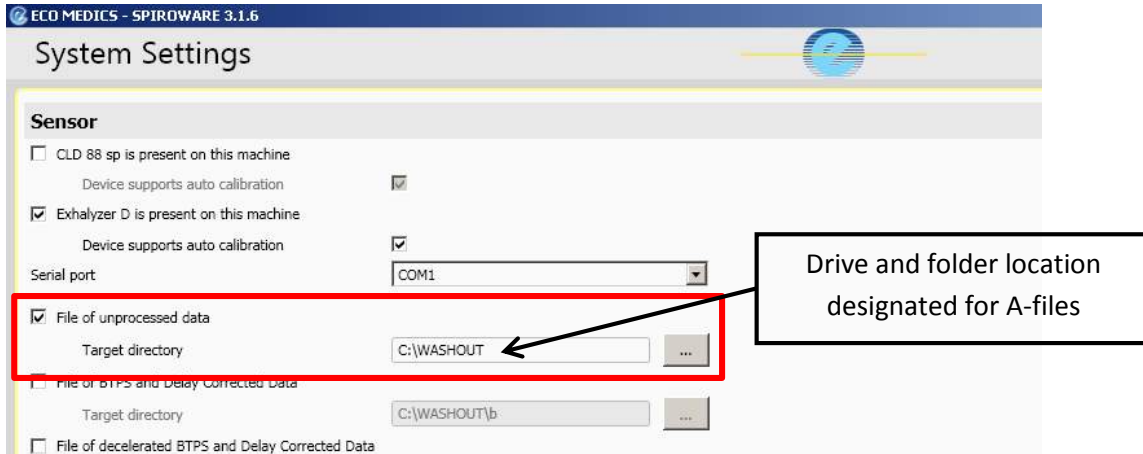 ECO MEDICS - SPIROWARE 3.1.6
System Settings
Sensor
CLD 88 sp is present on this machine
Device supports auto calibration
Exhalyzer D is present on this machine
Device supports auto calibration
Serial port COM1
File of unprocessed data
Target directory C:\WASHOUT ...
Drive and folder location
designated for A-files
File of BTPS and Delay Corrected Data
Target directory C:\WASHOUT\b ...
File of decelerated BTPS and Delay Corrected Data